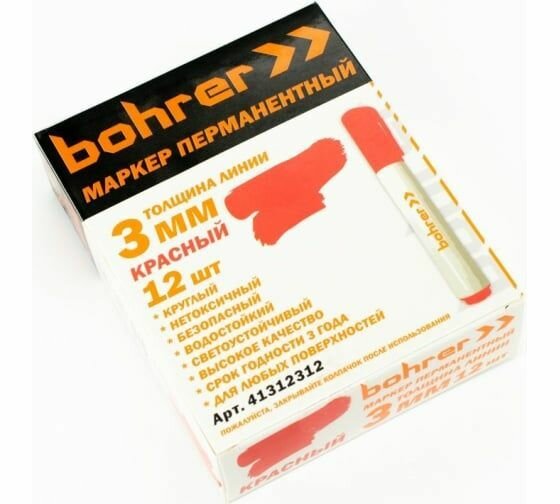 bohrer
МАРКЕР ПЕРМАНЕНТНЫЙ
ТОЛЩИНА ЛИНИИ
3 ММ
КРАСНЫЙ
12 ШТ
• КРУГЛЫЙ
• НЕТОКСИЧНЫЙ
• БЕЗОПАСНЫЙ
• ВОДОСТОЙКИЙ
• СВЕТОУСТОЙЧИВЫЙ
• ВЫСОКОЕ КАЧЕСТВО
• СРОК ГОДНОСТИ 3 ГОДА
• ДЛЯ ЛЮБЫХ ПОВЕРХНОСТЕЙ
Арт. 41312312
ПОЖАЛУЙСТА, ЗАКРЫВАЙТЕ КОЛПАЧОК ПОСЛЕ ИСПОЛЬЗОВАНИЯ
bohrer
bohrer
МАРКЕР ПЕРМАНЕНТНЫЙ
ТОЛЩИНА ЛИНИИ
3 ММ 12 ШТ
КРАСНЫЙ